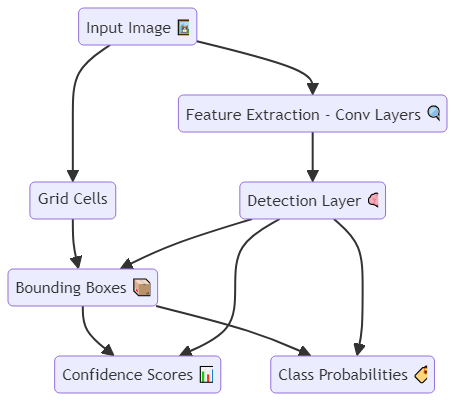 Input Image
Feature Extraction - Conv Layers
Grid Cells
Detection Layer
Bounding Boxes
Confidence Scores
Class Probabilities